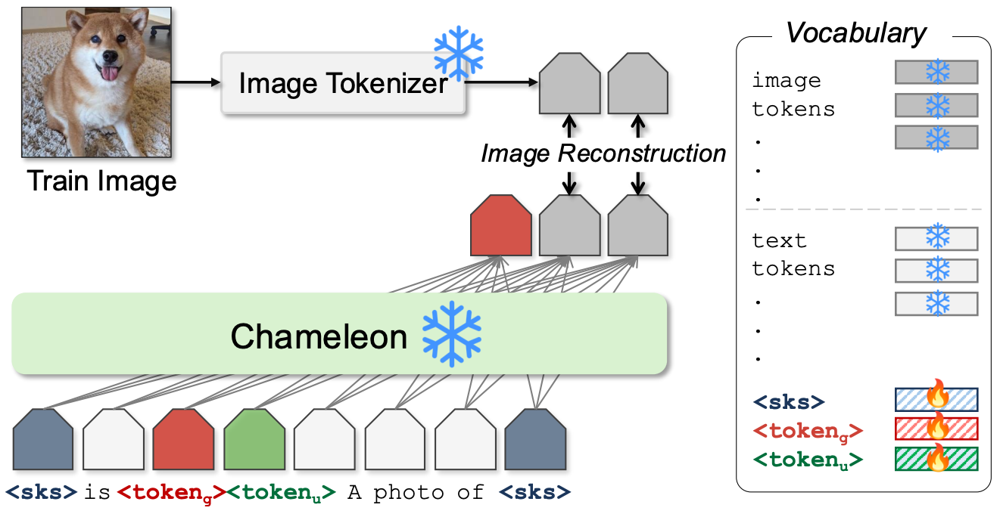 Train Image
Image Tokenizer
Image Reconstruction
Chameleon
<sks> is <token_g><token_u> A photo of <sks>
Vocabulary
image
tokens
.
.
.
text
tokens
.
.
.
<sks>
<token_g>
<token_u>